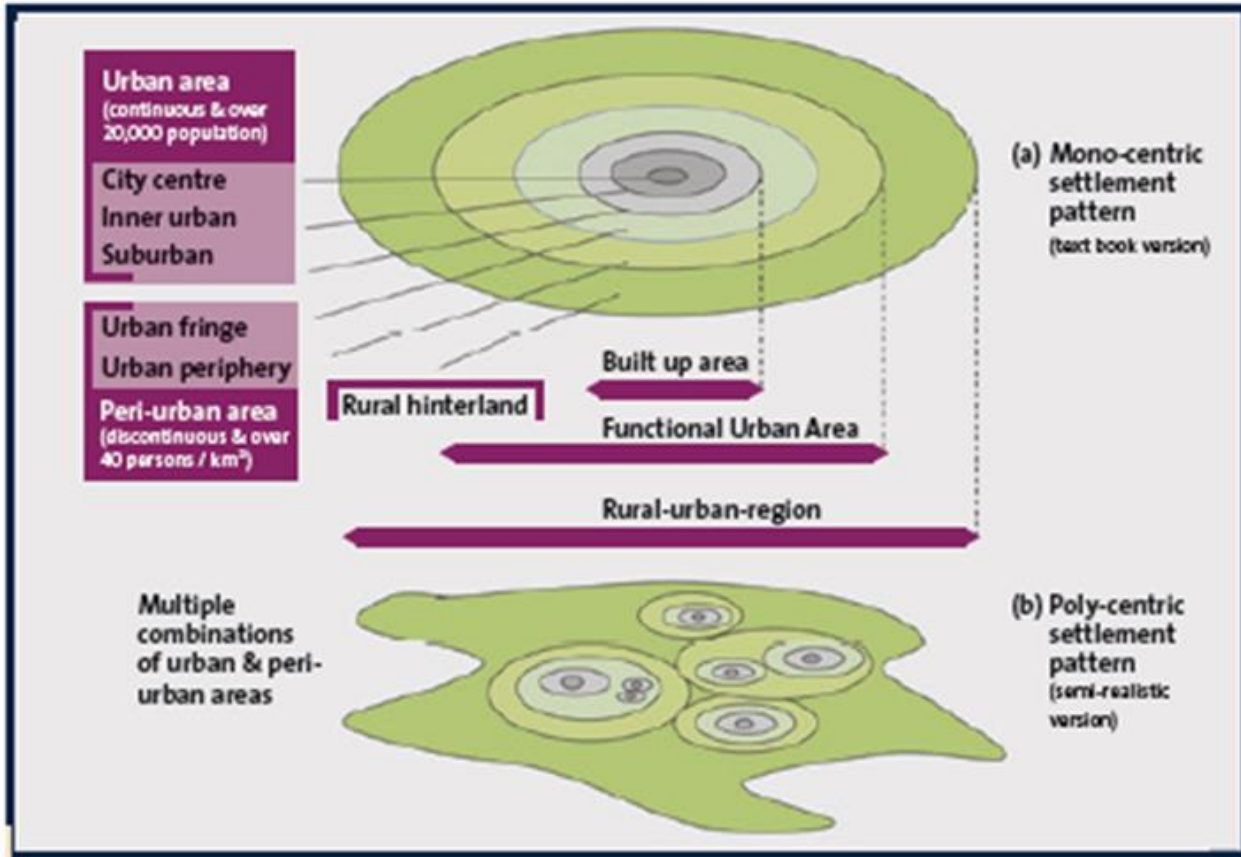 Urban area
(continuous & over
20,000 population)
City centre
Inner urban
Suburban
Urban fringe
Urban periphery
Peri-urban area
(discontinuous & over
40 persons / km²)
Rural hinterland
(a) Mono-centric
settlement
pattern
(text book version)
Built up area
Functional Urban Area
Rural-urban-region
Multiple
combinations
of urban & peri-
urban areas
(b) Poly-centric
settlement
pattern
(semi-realistic
version)